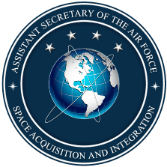 ASSISTANT SECRETARY OF THE AIR FORCE
SPACE ACQUISITION AND INTEGRATION